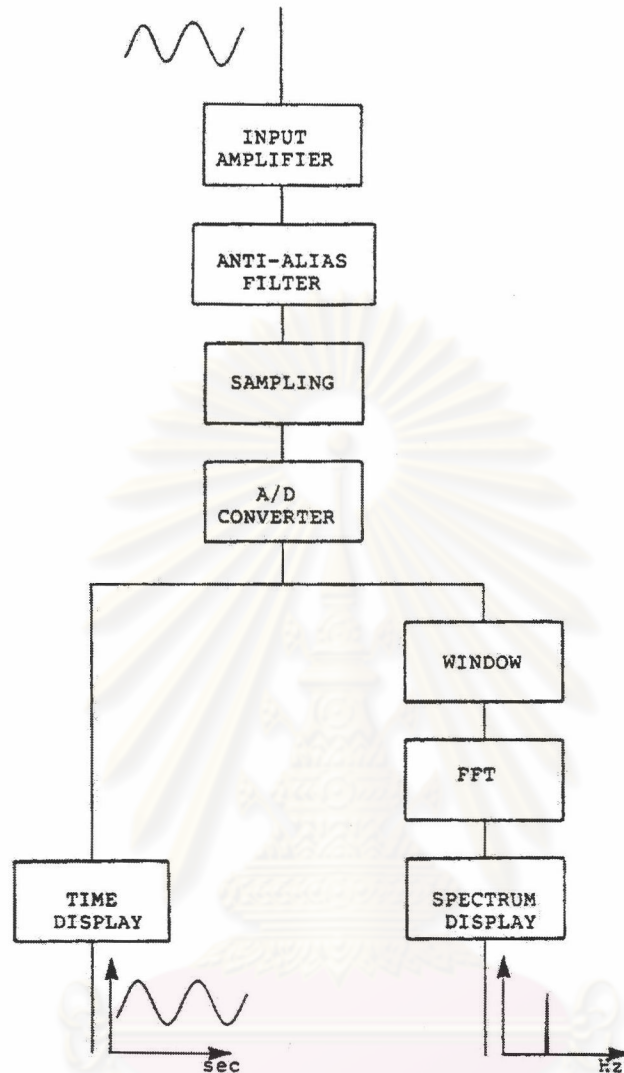 INPUT
AMPLIFIER
ANTI-ALIAS
FILTER
SAMPLING
A/D
CONVERTER
WINDOW
FFT
TIME
DISPLAY
SPECTRUM
DISPLAY
sec
Hz